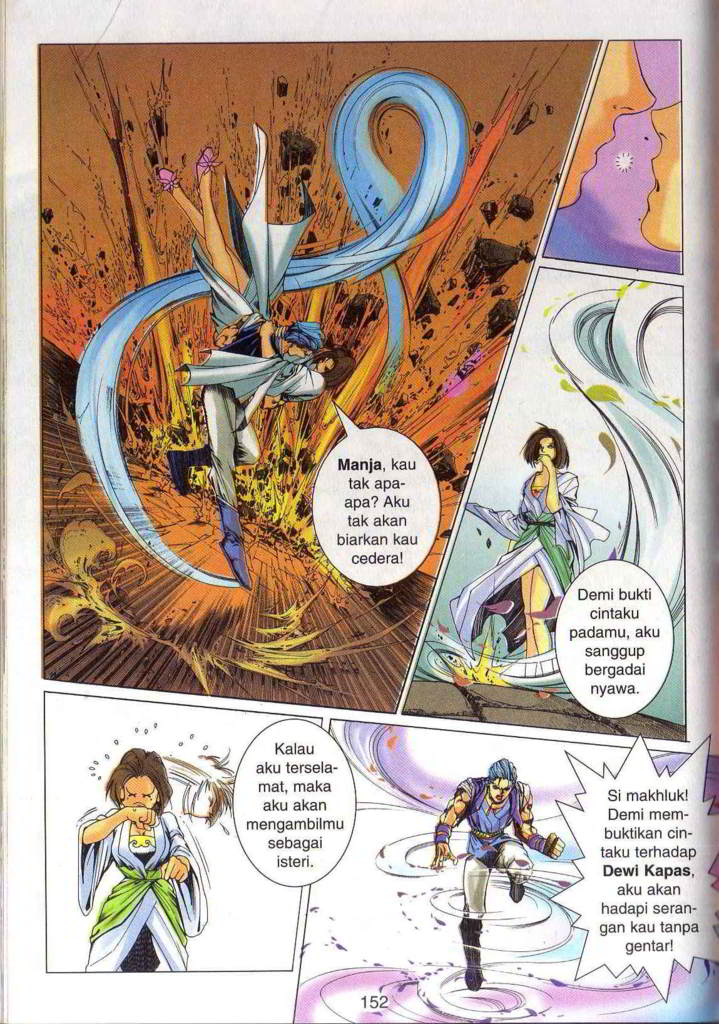 Manja, kau
tak apa-
apa? Aku
tak akan
biarkan kau
cedera!
Demi bukti
cintaku
padamu, aku
sanggup
bergadai
nyawa.
Kalau
aku tersela-
mat, maka
aku akan
mengambilmu
sebagai
isteri.
Si makhluk!
Demi mem-
buktikan cin-
taku terhadap
Dewi Kapas,
aku akan
hadapi seran-
gan kau tanpa
gentar!
152